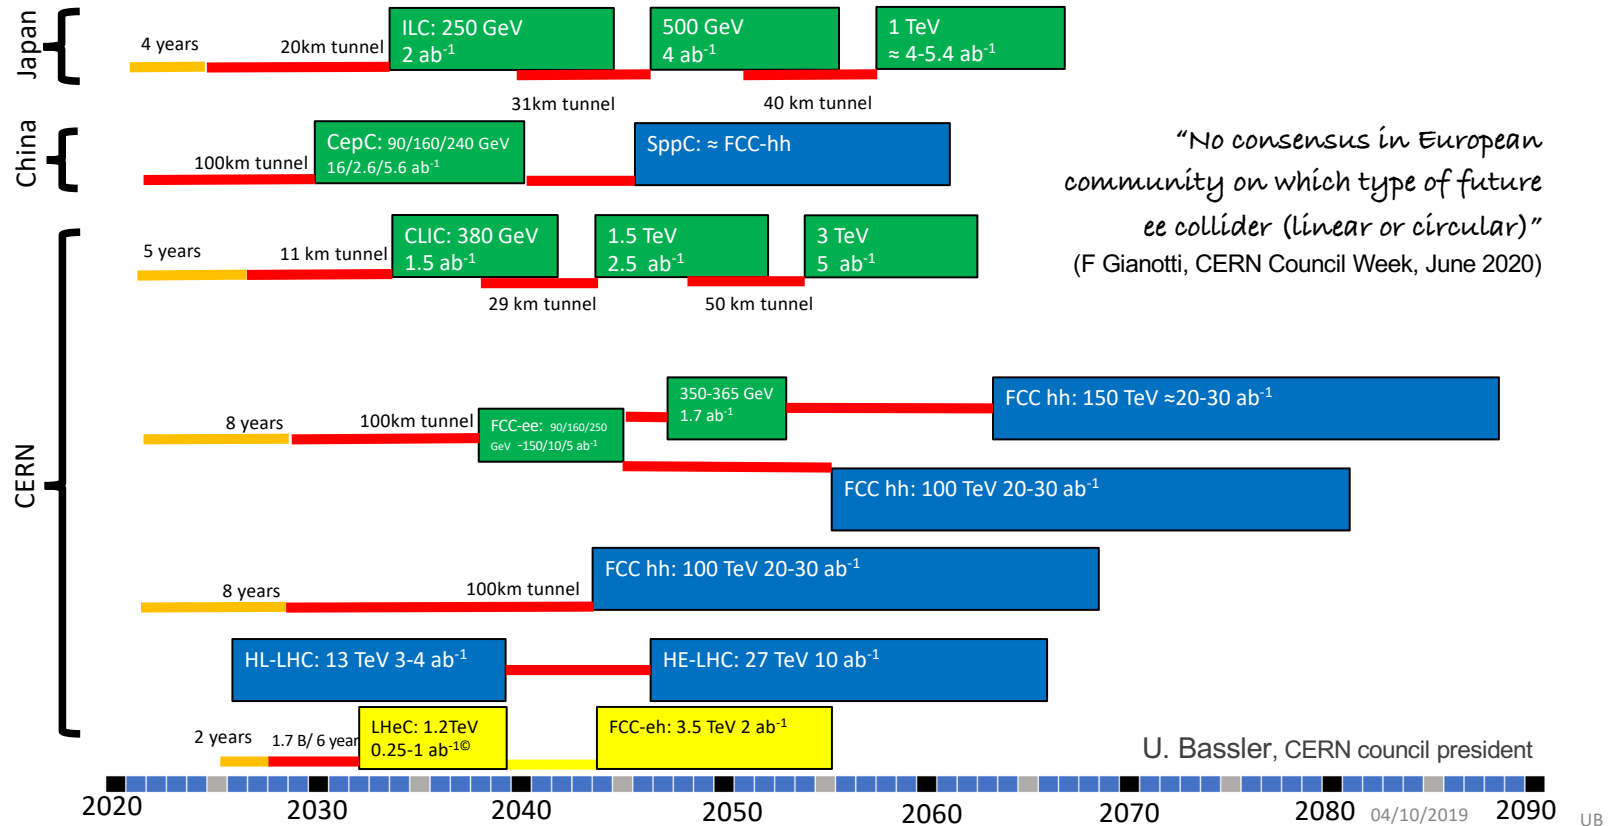 Japan
4 years
20km tunnel
ILC: 250 GeV
2 ab-1
500 GeV
4 ab-1
1 TeV
≈ 4-5.4 ab-1
31km tunnel
40 km tunnel
China
100km tunnel
CepC: 90/160/240 GeV
16/2.6/5.6 ab-1
SppC: ≈ FCC-hh
“No consensus in European
community on which type of future
ee collider (linear or circular)”
(F Gianotti, CERN Council Week, June 2020)
CERN
5 years
11 km tunnel
CLIC: 380 GeV
1.5 ab-1
1.5 TeV
2.5 ab-1
3 TeV
5 ab-1
29 km tunnel
50 km tunnel
8 years
100km tunnel
FCC-ee: 90/160/250
GeV -150/10/5 ab-1
350-365 GeV
1.7 ab-1
FCC hh: 150 TeV ≈20-30 ab-1
FCC hh: 100 TeV 20-30 ab-1
8 years
100km tunnel
FCC hh: 100 TeV 20-30 ab-1
HL-LHC: 13 TeV 3-4 ab-1
HE-LHC: 27 TeV 10 ab-1
2 years
1.7 B/ 6 year
LHeC: 1.2TeV
0.25-1 ab-1©
FCC-eh: 3.5 TeV 2 ab-1
U. Bassler, CERN council president
2020
2030
2040
2050
2060
2070
2080
04/10/2019
2090
UB